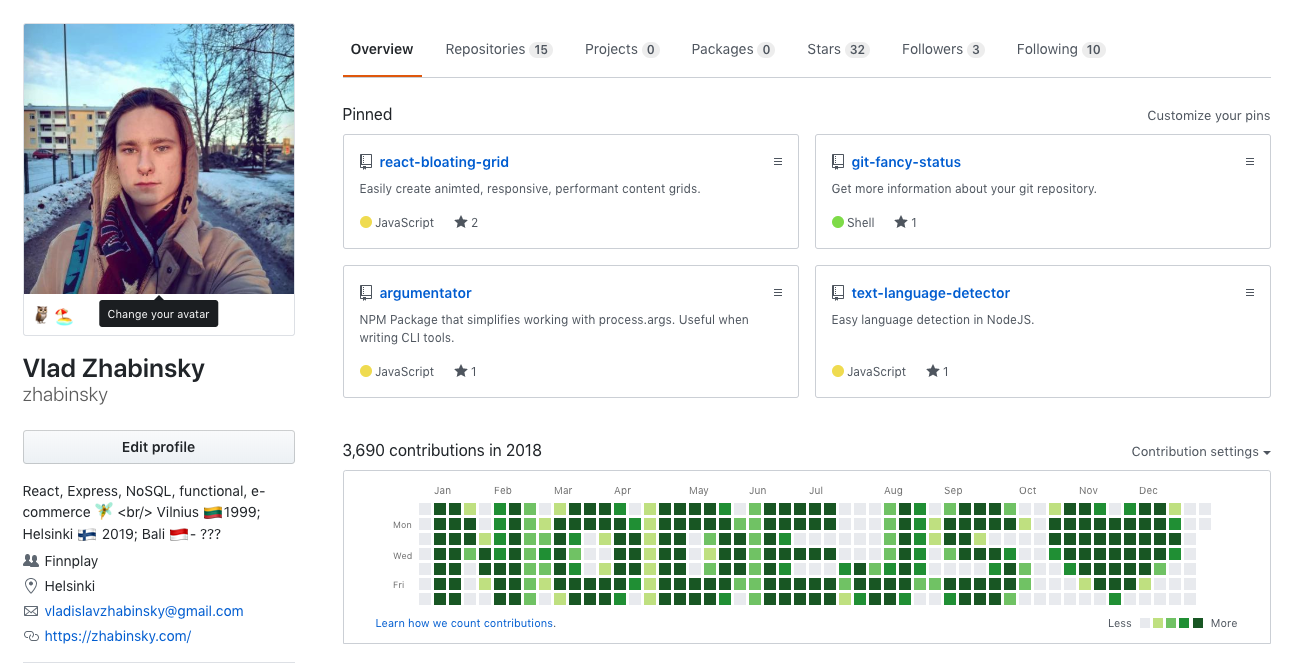 Overview Repositories 15 Projects 0 Packages 0 Stars 32 Followers 3 Following 10
Change your avatar
Vlad Zhabinsky
zhabinsky
Edit profile
React, Express, NoSQL, functional, e-
commerce 🧚 <br/> Vilnius 🇱🇹1999;
Helsinki 🇫🇮 2019; Bali 🇮🇩- ???
Finnplay
Helsinki
vladislavzhabinsky@gmail.com
https://zhabinsky.com/
Pinned
Customize your pins
react-bloating-grid
Easily create animted, responsive, performant content grids.
JavaScript 2
git-fancy-status
Get more information about your git repository.
Shell 1
argumentator
NPM Package that simplifies working with process.args. Useful when
writing CLI tools.
JavaScript 1
text-language-detector
Easy language detection in NodeJS.
JavaScript 1
3,690 contributions in 2018
Contribution settings
Jan Feb Mar Apr May Jun Jul Aug Sep Oct Nov Dec
Mon
Wed
Fri
Learn how we count contributions.
Less More